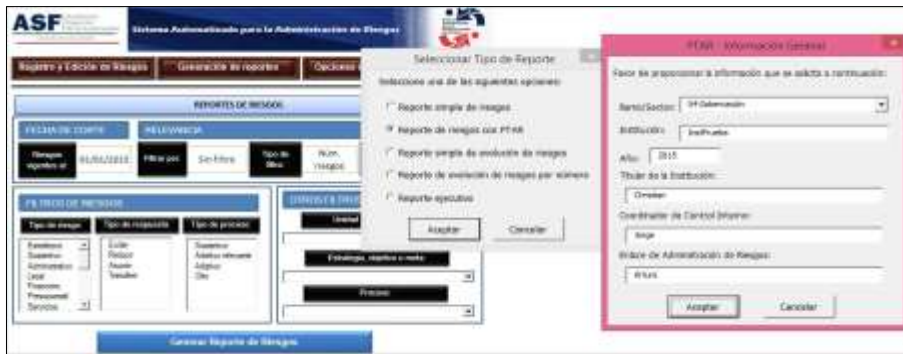 ASF
Sistema Automatizado para la Administración de Riesgos
Registro y Edición de Riesgos
Generación de reportes
Opciones
REPORTES DE RIESGOS
FECHA DE CORTE
RELEVANCIA
Riesgos vigentes al
01/01/2015
Filtrar por
Sin filtro
Tipo de filtro
Núm. riesgos
FILTROS DE RIESGOS
Tipo de riesgo
Tipo de respuesta
Tipo de proceso
Estratégico
Sustantivo
Administrativo
Legal
Financiero
Presupuestal
Servicios
Evitar
Reducir
Asumir
Transferir
Sustantivo
Adjetivo relevante
Adjetivo
Otro
Unidad
Estrategia, objetivo o meta
Proceso
Generar Reporte de Riesgos
Seleccionar Tipo de Reporte
Seleccione una de las siguientes opciones:
Reporte simple de riesgos
Reporte de riesgos con PTAR
Reporte simple de evolución de riesgos
Reporte de evolución de riesgos por número
Reporte ejecutivo
Aceptar
Cancelar
PTAR - Información General
Favor de proporcionar la información que se solicita a continuación:
Ramo/Sector:
04 Gobernación
Institución:
InstPrueba
Año:
2015
Titular de la Institución:
Christian
Coordinador de Control Interno:
Jorge
Enlace de Administración de Riesgos:
Arturo
Aceptar
Cancelar